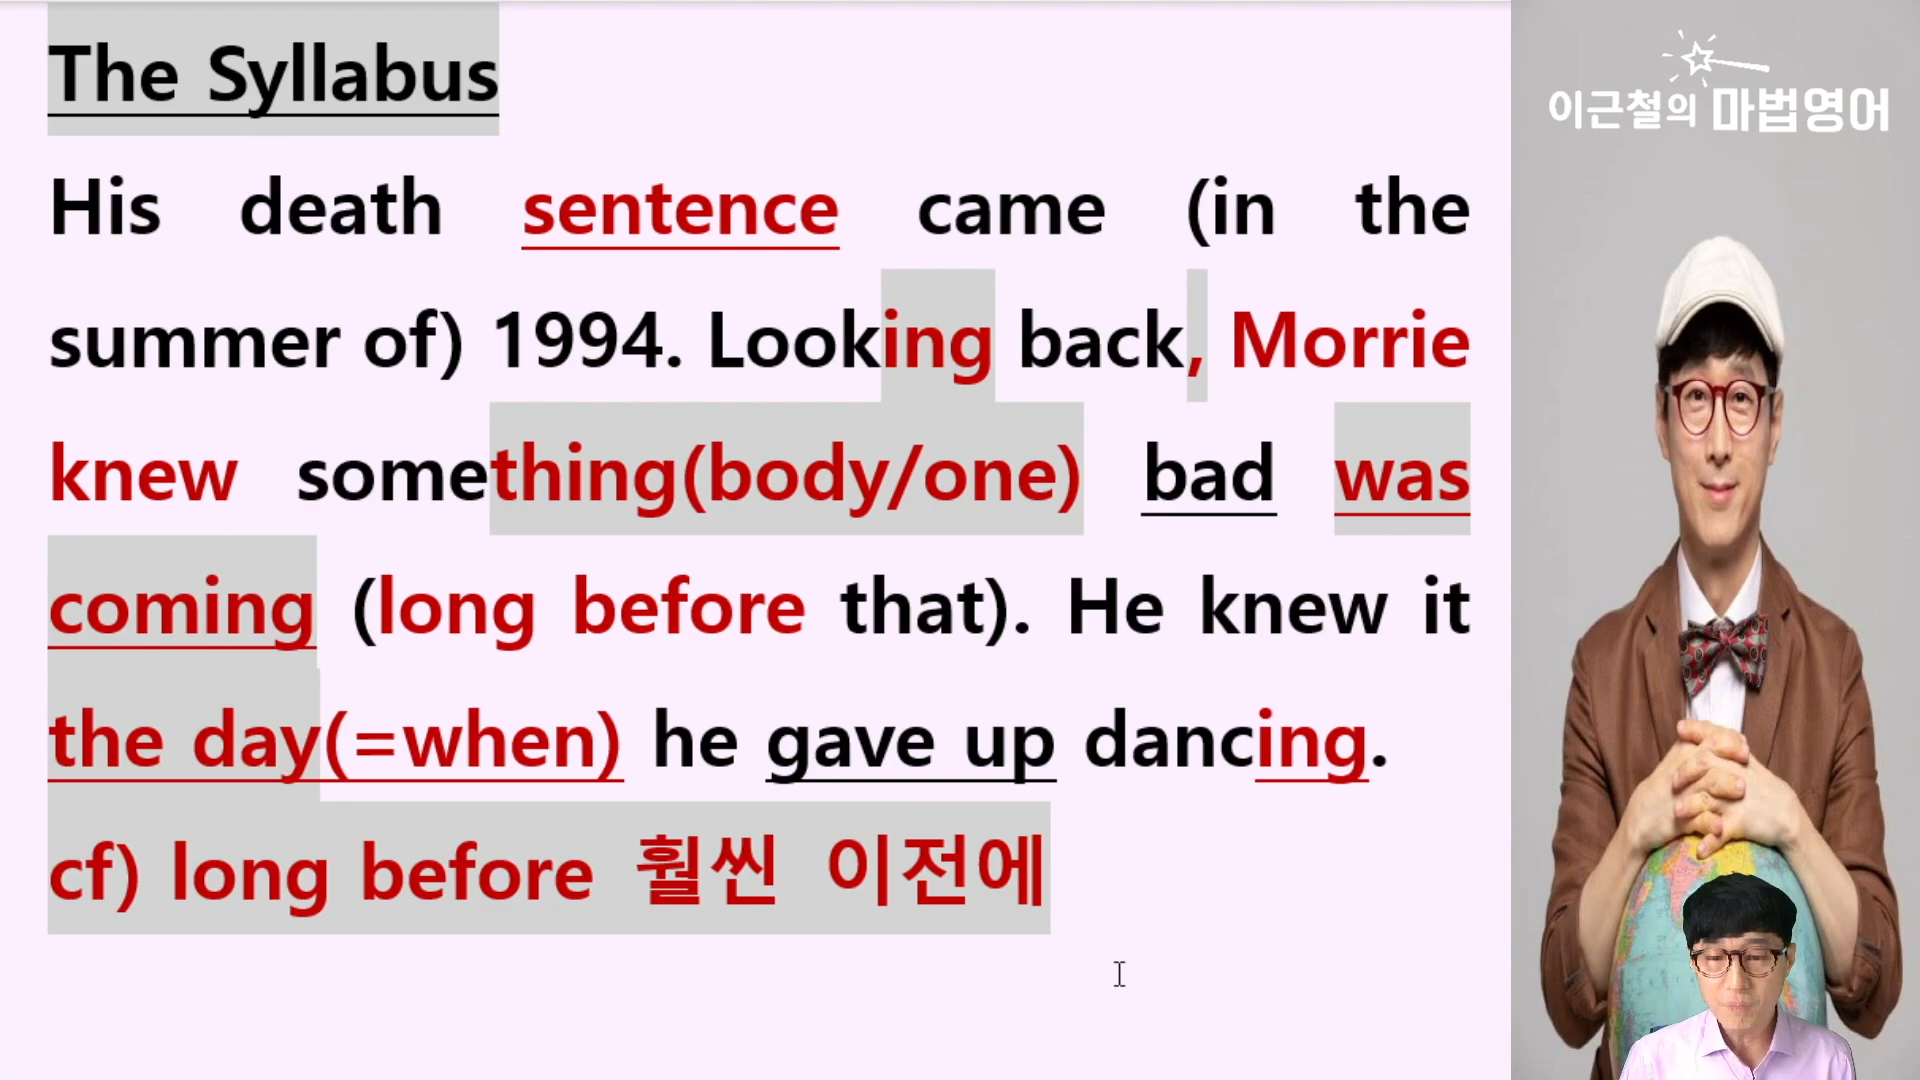 The Syllabus
이근철의 마법영어
His death sentence came (in the
summer of) 1994. Looking back, Morrie
knew something(body/one) bad was
coming (long before that). He knew it
the day(=when) he gave up dancing.
cf) long before 훨씬 이전에